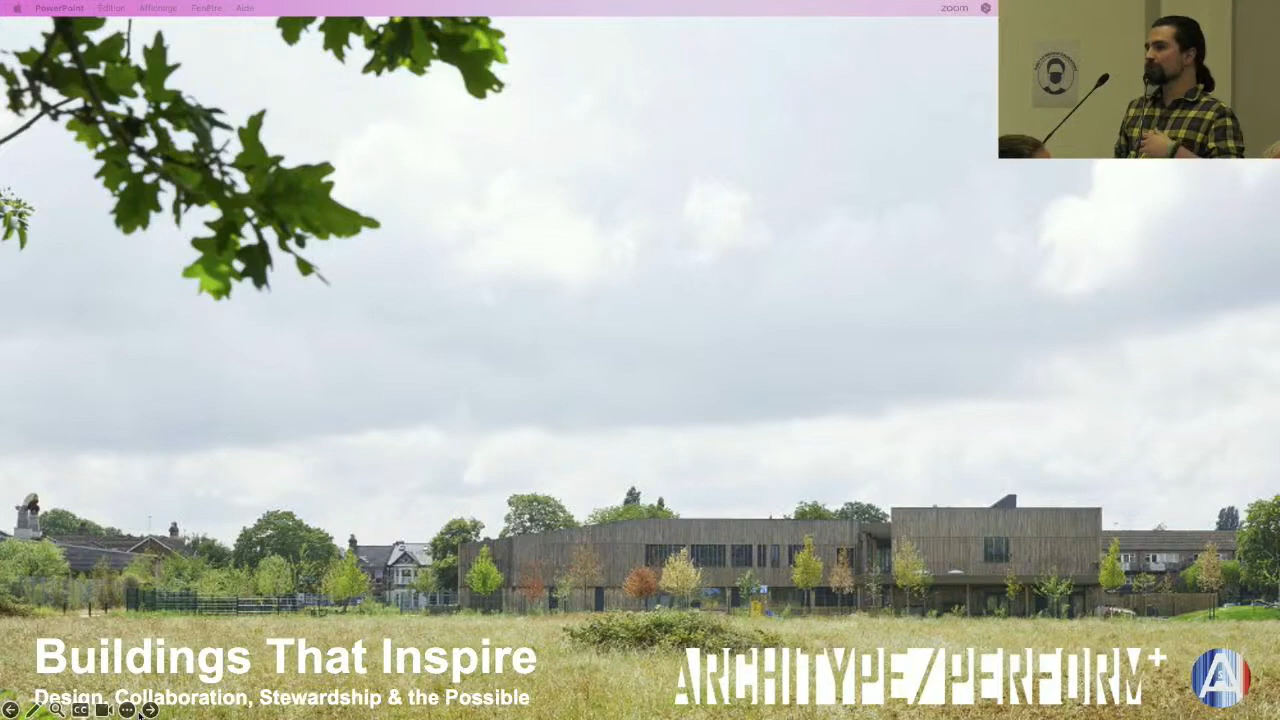 PowerPoint Édition Affichage Fenêtre Aide
zoom
Buildings That Inspire
Design, Collaboration, Stewardship & the Possible
ARCHITYPE/PERFORM+
A